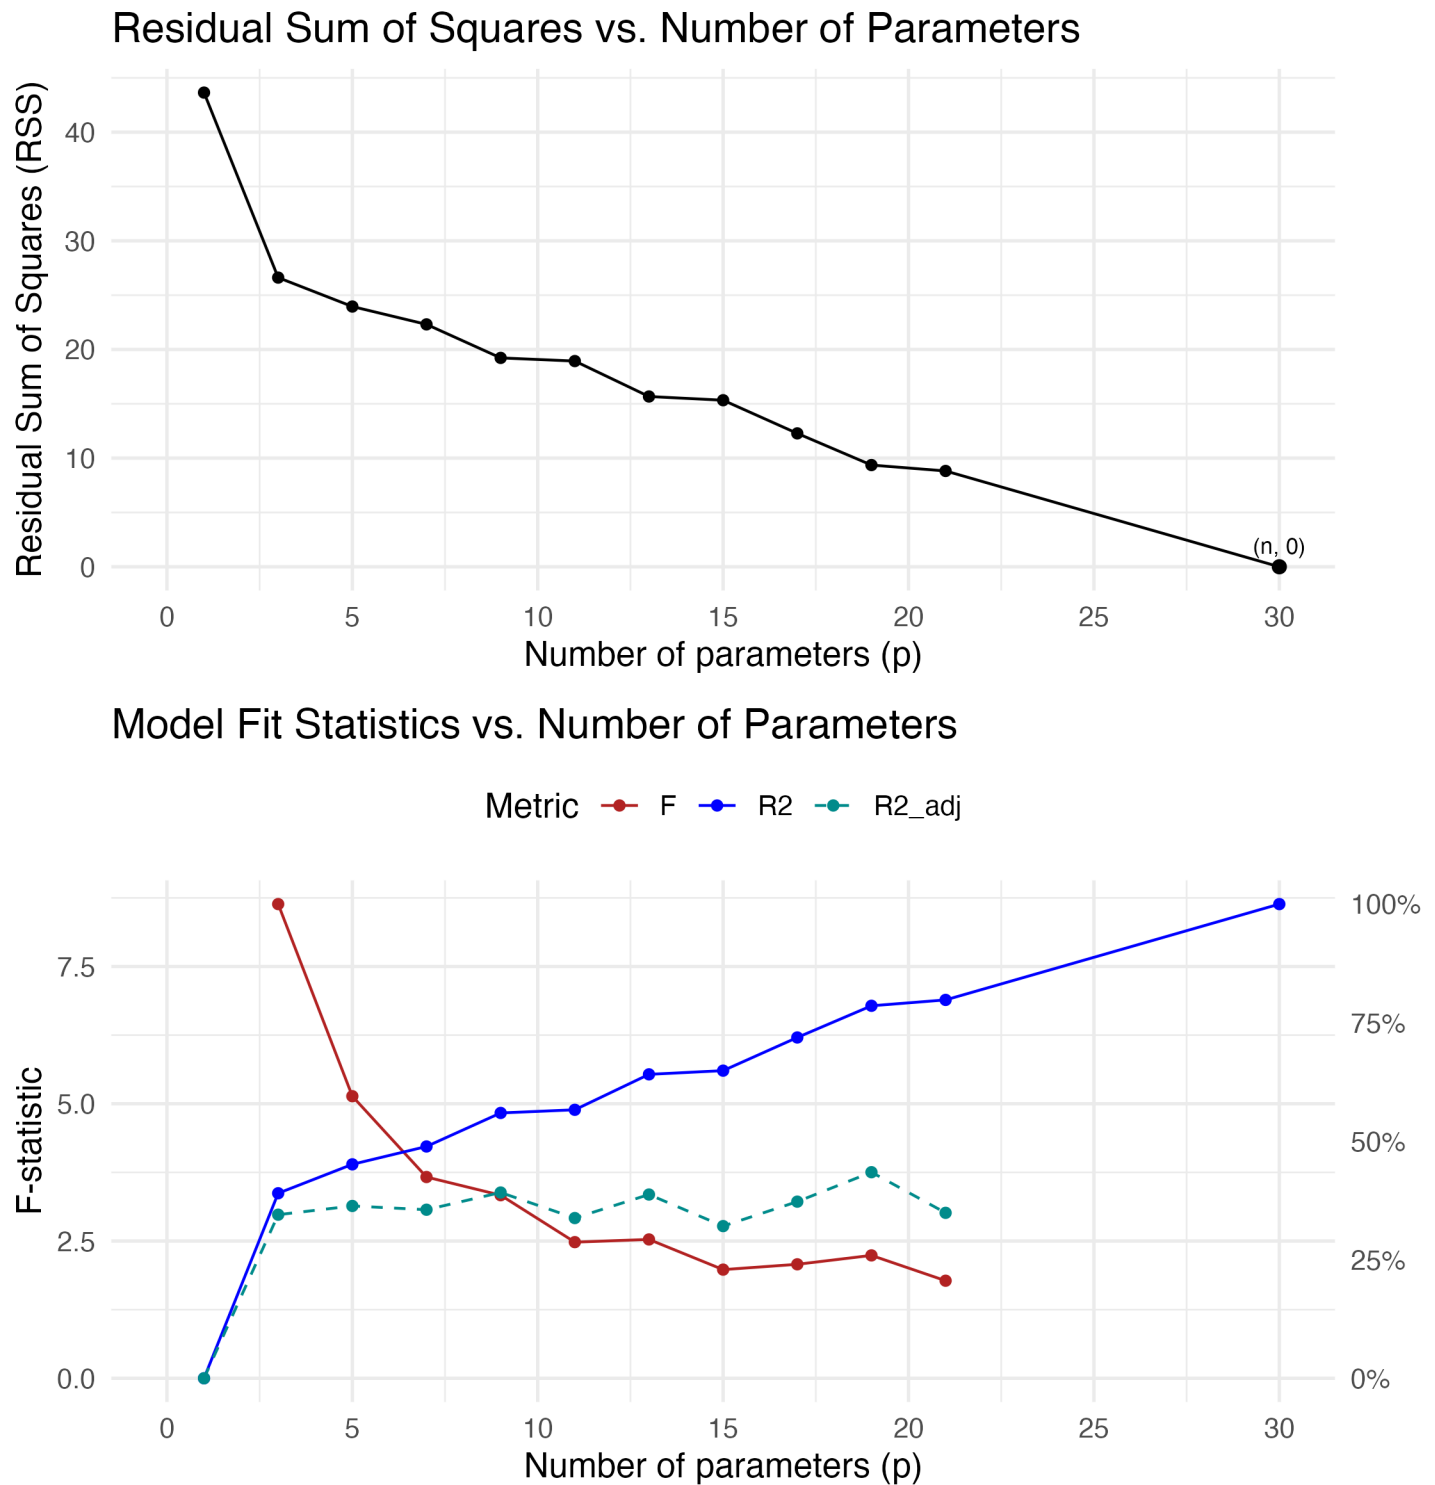 Residual Sum of Squares vs. Number of Parameters
Residual Sum of Squares (RSS)
40
30
20
10
0
(n, 0)
0 5 10 15 20 25 30
Number of parameters (p)
Model Fit Statistics vs. Number of Parameters
Metric F R2 R2_adj
F-statistic
7.5
5.0
2.5
0.0
100%
75%
50%
25%
0%
0 5 10 15 20 25 30
Number of parameters (p)